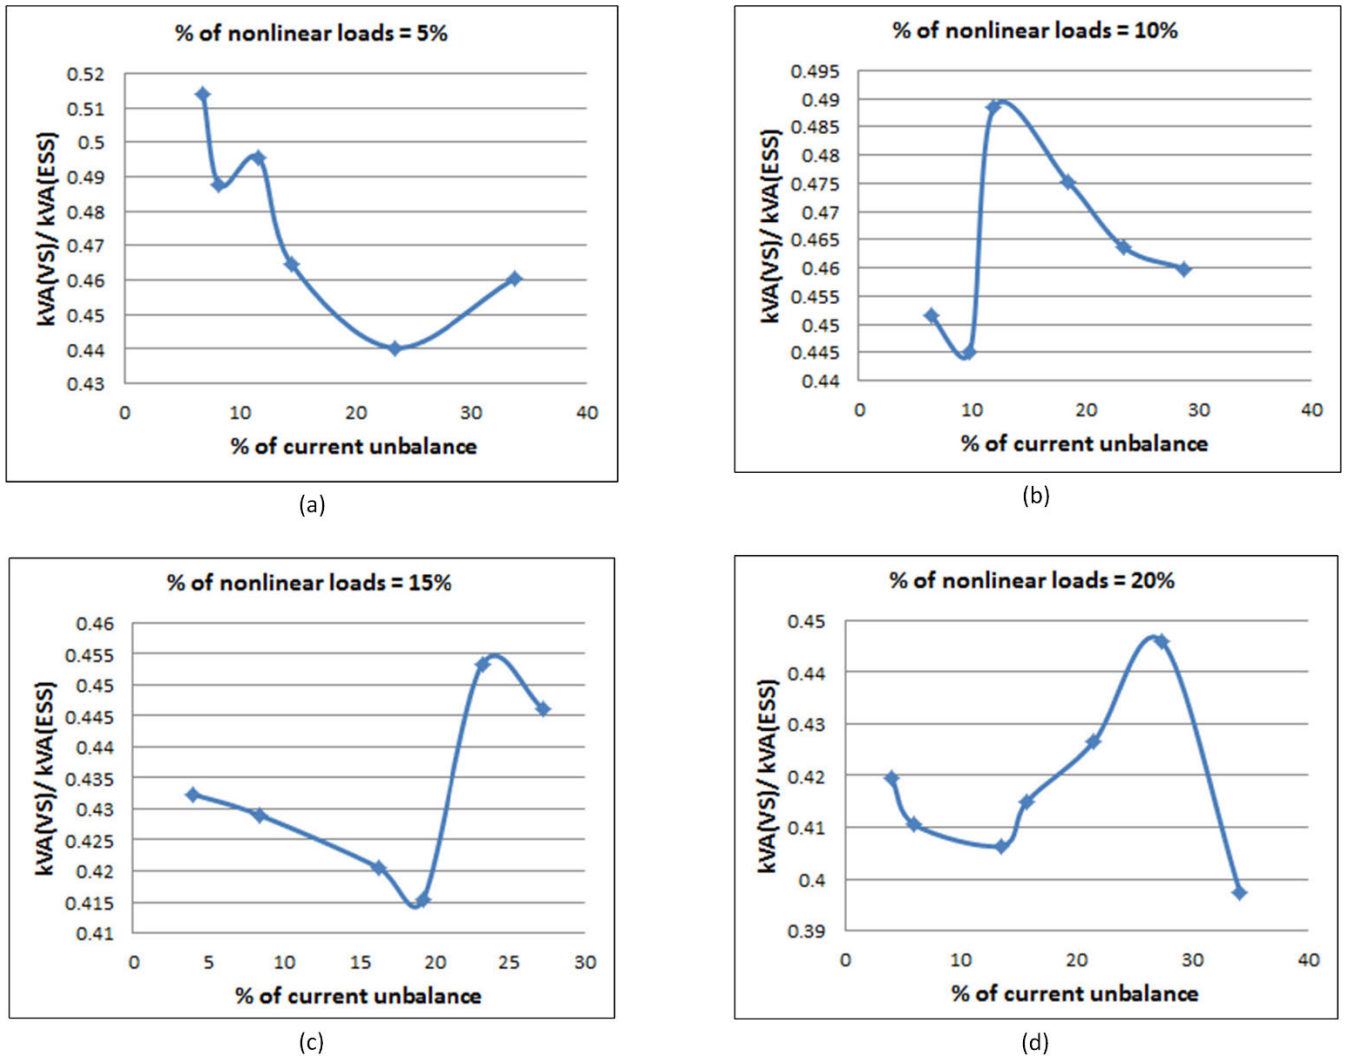 % of nonlinear loads = 5%
kVA(VS)/ kVA(ESS)
0.52
0.51
0.5
0.49
0.48
0.47
0.46
0.45
0.44
0.43
0 10 20 30 40
% of current unbalance
(a)
% of nonlinear loads = 10%
kVA(VS)/ kVA(ESS)
0.495
0.49
0.485
0.48
0.475
0.47
0.465
0.46
0.455
0.45
0.445
0.44
0 10 20 30 40
% of current unbalance
(b)
% of nonlinear loads = 15%
kVA(VS)/ kVA(ESS)
0.46
0.455
0.45
0.445
0.44
0.435
0.43
0.425
0.42
0.415
0.41
0 5 10 15 20 25 30
% of current unbalance
(c)
% of nonlinear loads = 20%
kVA(VS)/ kVA(ESS)
0.45
0.44
0.43
0.42
0.41
0.4
0.39
0 10 20 30 40
% of current unbalance
(d)